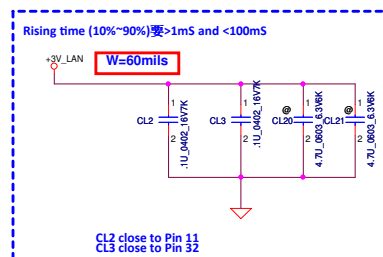 Rising time (10%~90%)要>1mS and <100mS
+3V_LAN
W=60mils
1
1
1
1
@
@
CL2
CL3
CL20
CL21
2
2
2
2
.1U_0402_16V7K
.1U_0402_16V7K
4.7U_0603_6.3V6K
4.7U_0603_6.3V6K
CL2 close to Pin 11
CL3 close to Pin 32